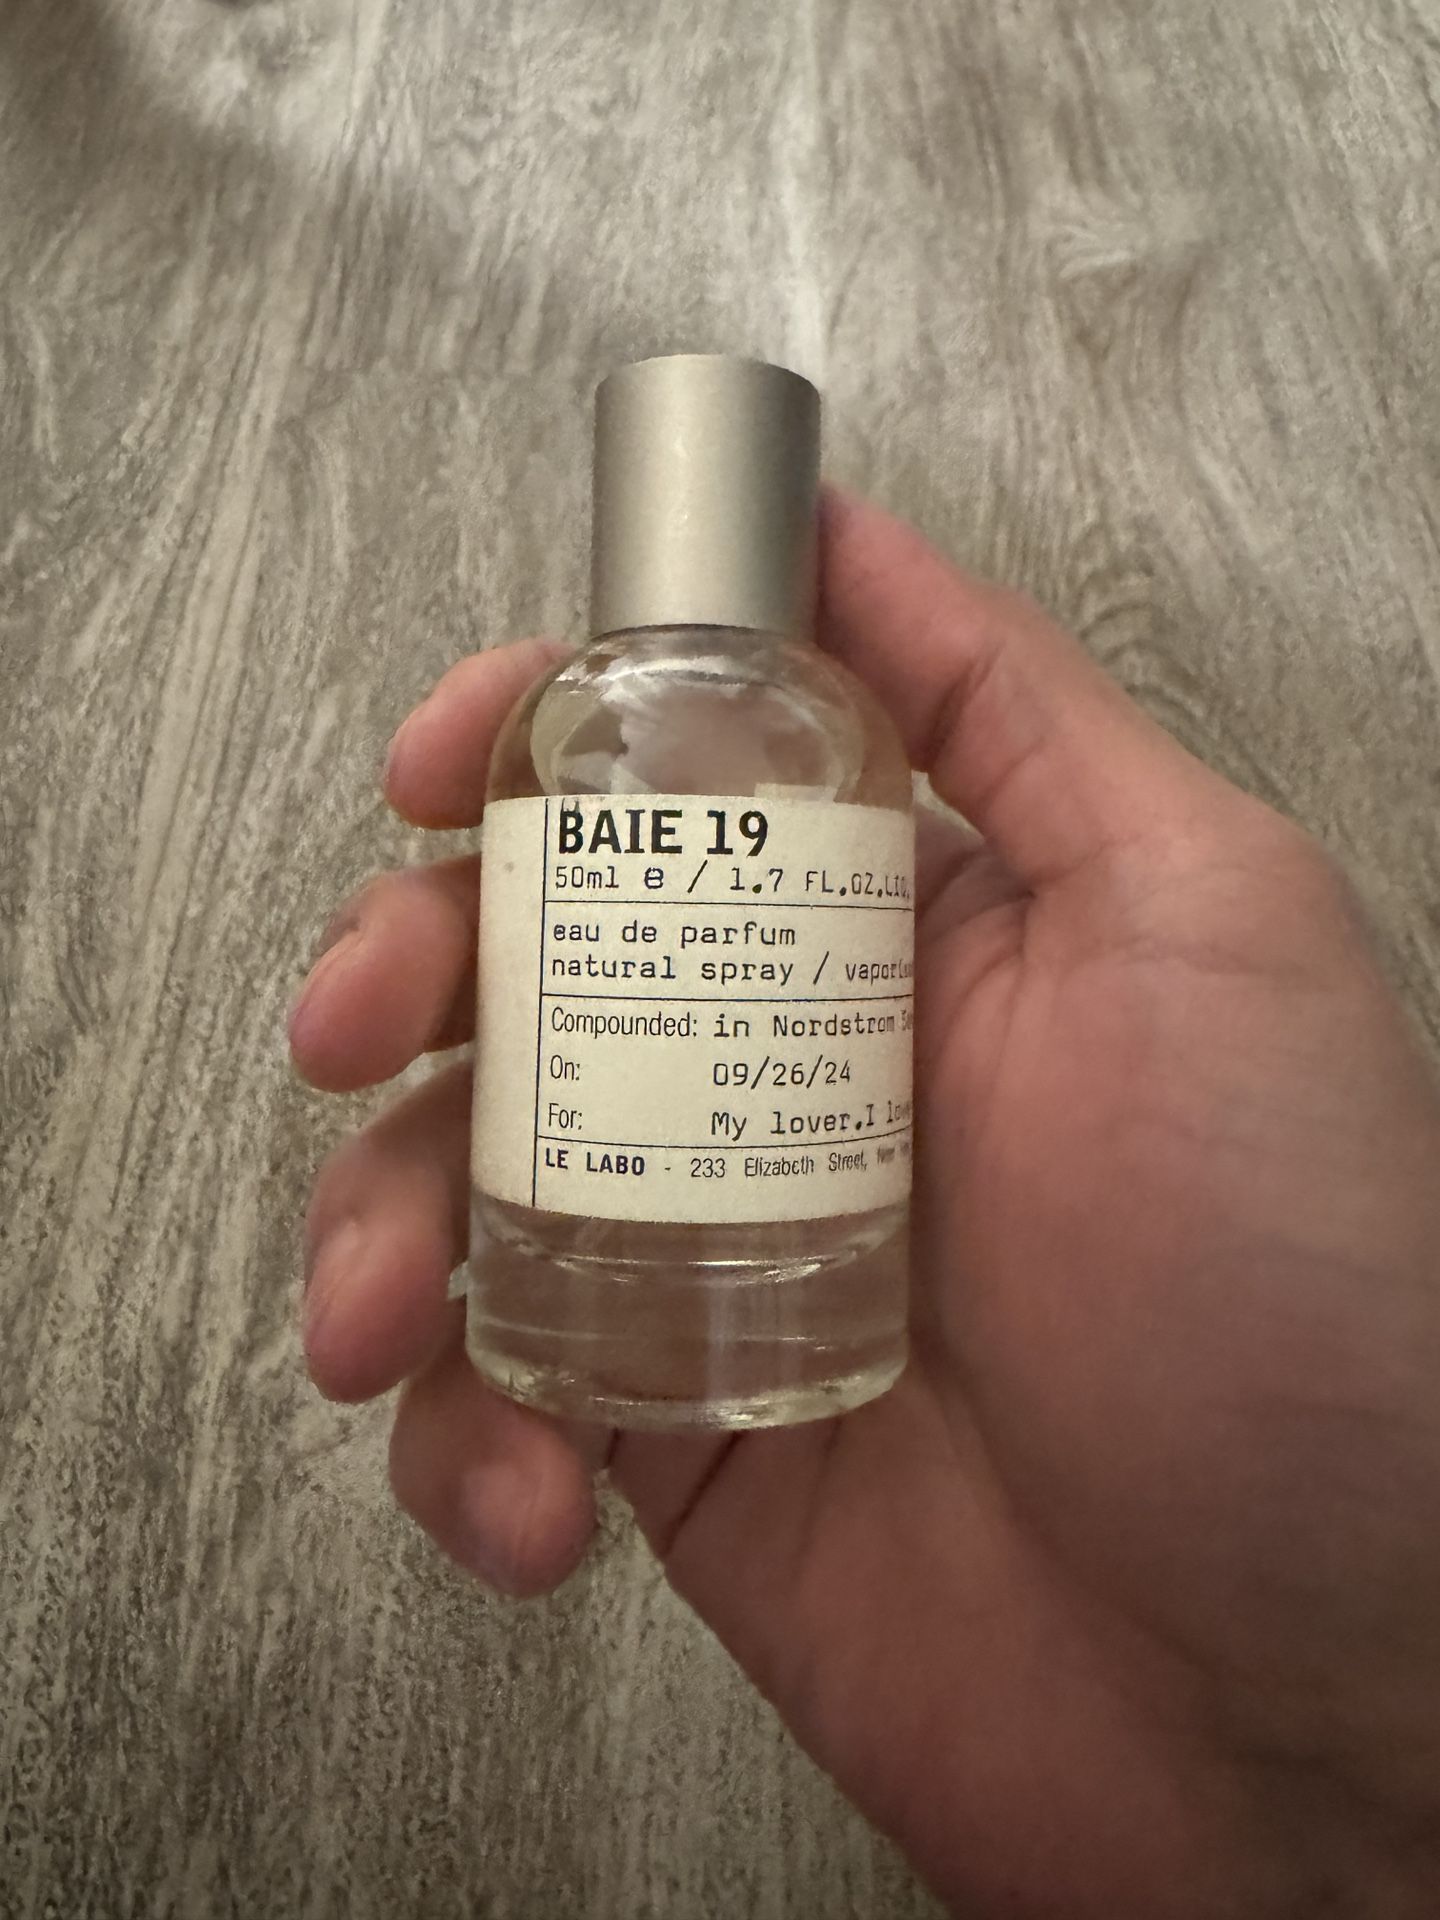 BAIE 19
50ml e / 1.7 FL.OZ.LIQ.
eau de parfum
natural spray /
Compounded: in Nordstrom
On: 09/26/24
For: My lover.I
LE LABO - 233 Elizabeth Street,